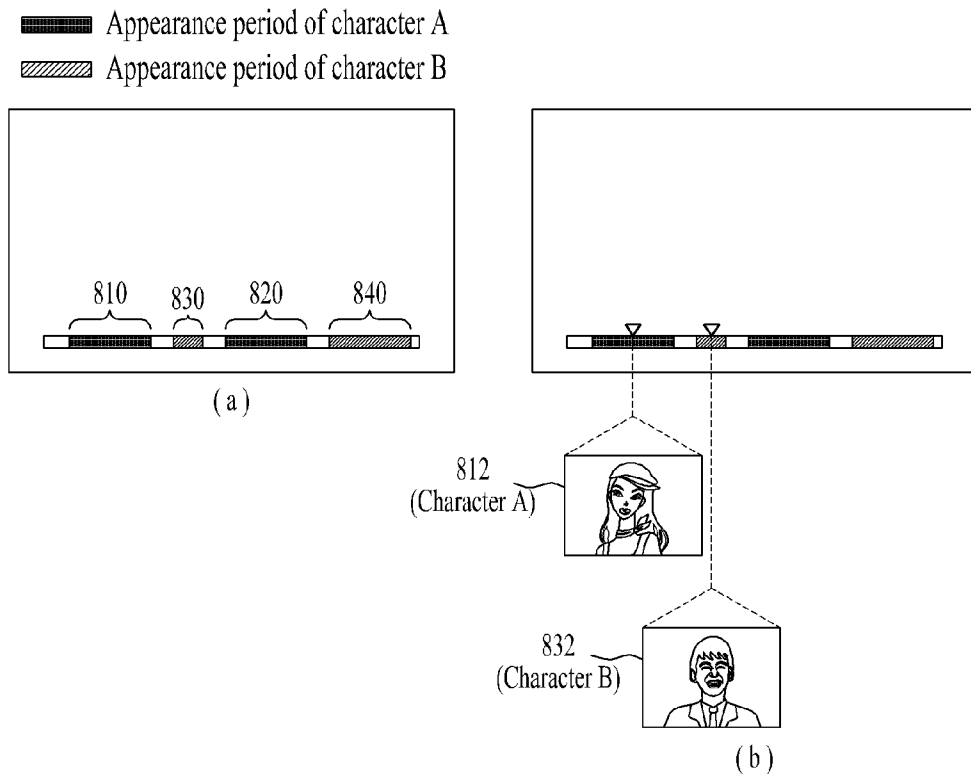 Appearance period of character A
Appearance period of character B
810
830
820
840
( a )
812
(Character A)
832
(Character B)
( b )